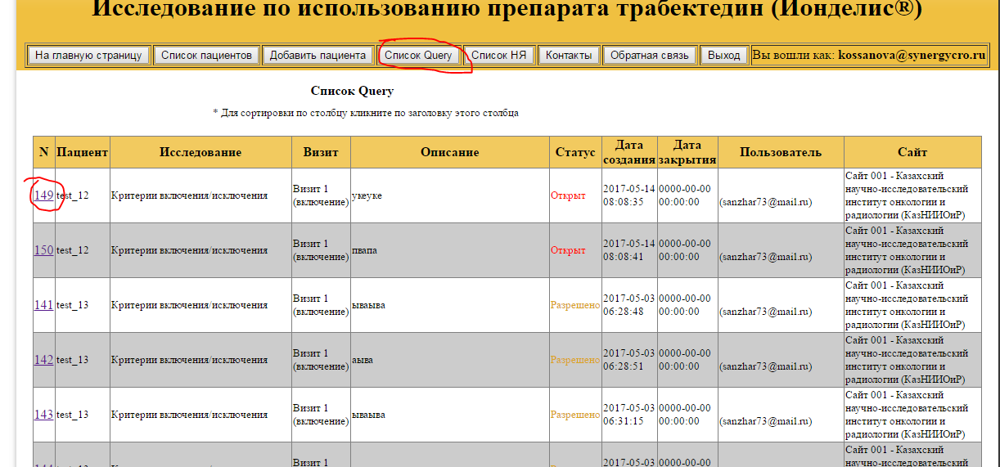 Исследование по использованию препарата трабектедин (Йонделис®)
На главную страницу Список пациентов Добавить пациента Список Query Список НЯ Контакты Обратная связь Выход Вы вошли как: kossanova@synergycro.ru
Список Query
* Для сортировки по столбцу кликните по заголовку этого столбца
N Пациент Исследование Визит Описание Статус Дата создания Дата закрытия Пользователь Сайт
149 test_12 Критерии включения/исключения Визит 1 (включение) укеуке Открыт 2017-05-14 08:08:35 0000-00-00 00:00:00 (sanzhar73@mail.ru) Сайт 001 - Казахский научно-исследовательский институт онкологии и радиологии (КазНИИОиР)
150 test_12 Критерии включения/исключения Визит 1 (включение) пвапа Открыт 2017-05-14 08:08:41 0000-00-00 00:00:00 (sanzhar73@mail.ru) Сайт 001 - Казахский научно-исследовательский институт онкологии и радиологии (КазНИИОиР)
141 test_13 Критерии включения/исключения Визит 1 (включение) ываыва Разрешено 2017-05-03 06:28:48 0000-00-00 00:00:00 (sanzhar73@mail.ru) Сайт 001 - Казахский научно-исследовательский институт онкологии и радиологии (КазНИИОиР)
142 test_13 Критерии включения/исключения Визит 1 (включение) аыва Разрешено 2017-05-03 06:28:51 0000-00-00 00:00:00 (sanzhar73@mail.ru) Сайт 001 - Казахский научно-исследовательский институт онкологии и радиологии (КазНИИОиР)
143 test_13 Критерии включения/исключения Визит 1 (включение) ываыва Разрешено 2017-05-03 06:31:15 0000-00-00 00:00:00 (sanzhar73@mail.ru) Сайт 001 - Казахский научно-исследовательский институт онкологии и радиологии (КазНИИОиР)
Визит 1 2017-05-03 0000-00-00 Сайт 001 - Казахский научно-исследовательский